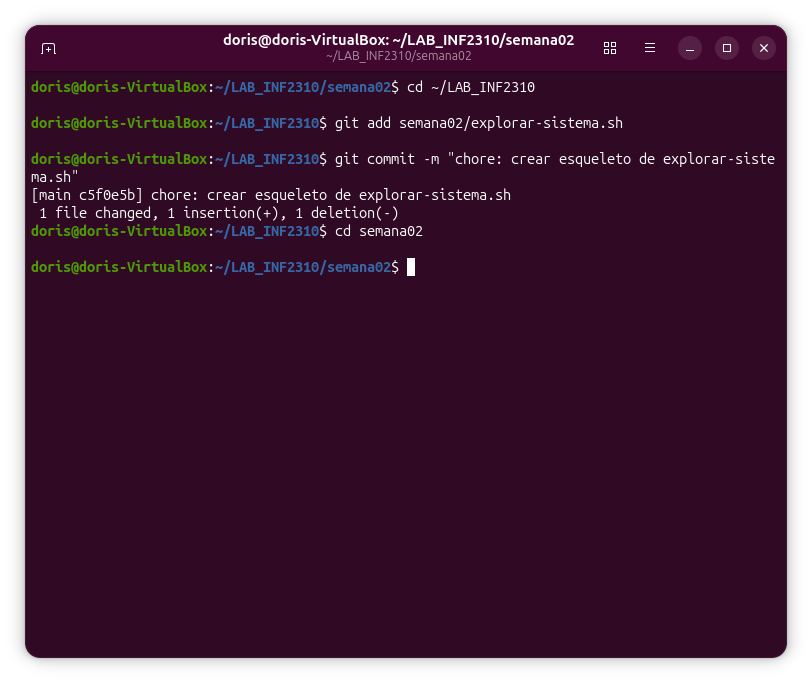 doris@doris-VirtualBox: ~/LAB_INF2310/semana02
~/LAB_INF2310/semana02
doris@doris-VirtualBox:~/LAB_INF2310/semana02$ cd ~/LAB_INF2310
doris@doris-VirtualBox:~/LAB_INF2310$ git add semana02/explorar-sistema.sh
doris@doris-VirtualBox:~/LAB_INF2310$ git commit -m "chore: crear esqueleto de explorar-siste
ma.sh"
[main c5f0e5b] chore: crear esqueleto de explorar-sistema.sh
 1 file changed, 1 insertion(+), 1 deletion(-)
doris@doris-VirtualBox:~/LAB_INF2310$ cd semana02
doris@doris-VirtualBox:~/LAB_INF2310/semana02$